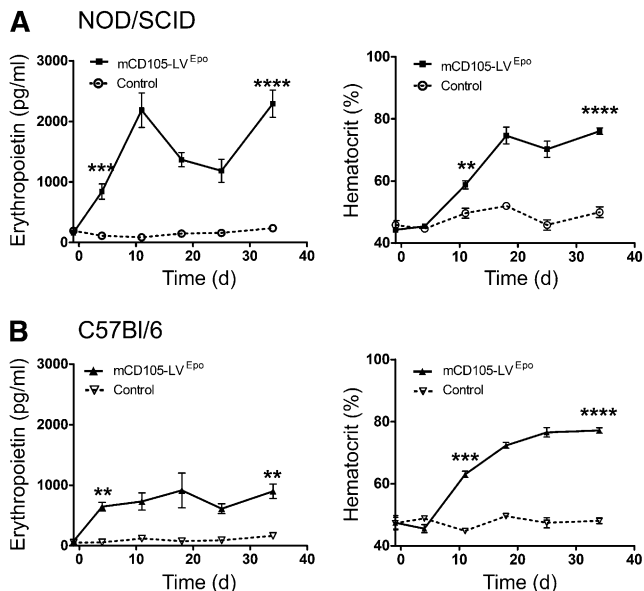 A NOD/SCID
3000
2000
1000
0
Erythropoietin (pg/ml)
mCD105-LV Epo
Control
***
****
0 10 20 30 40
Time (d)
100
80
60
40
Hematocrit (%)
mCD105-LV Epo
Control
**
****
0 10 20 30 40
Time (d)
B C57Bl/6
3000
2000
1000
0
Erythropoietin (pg/ml)
mCD105-LV Epo
Control
**
**
0 10 20 30 40
Time (d)
100
80
60
40
Hematocrit (%)
mCD105-LV Epo
Control
***
****
0 10 20 30 40
Time (d)